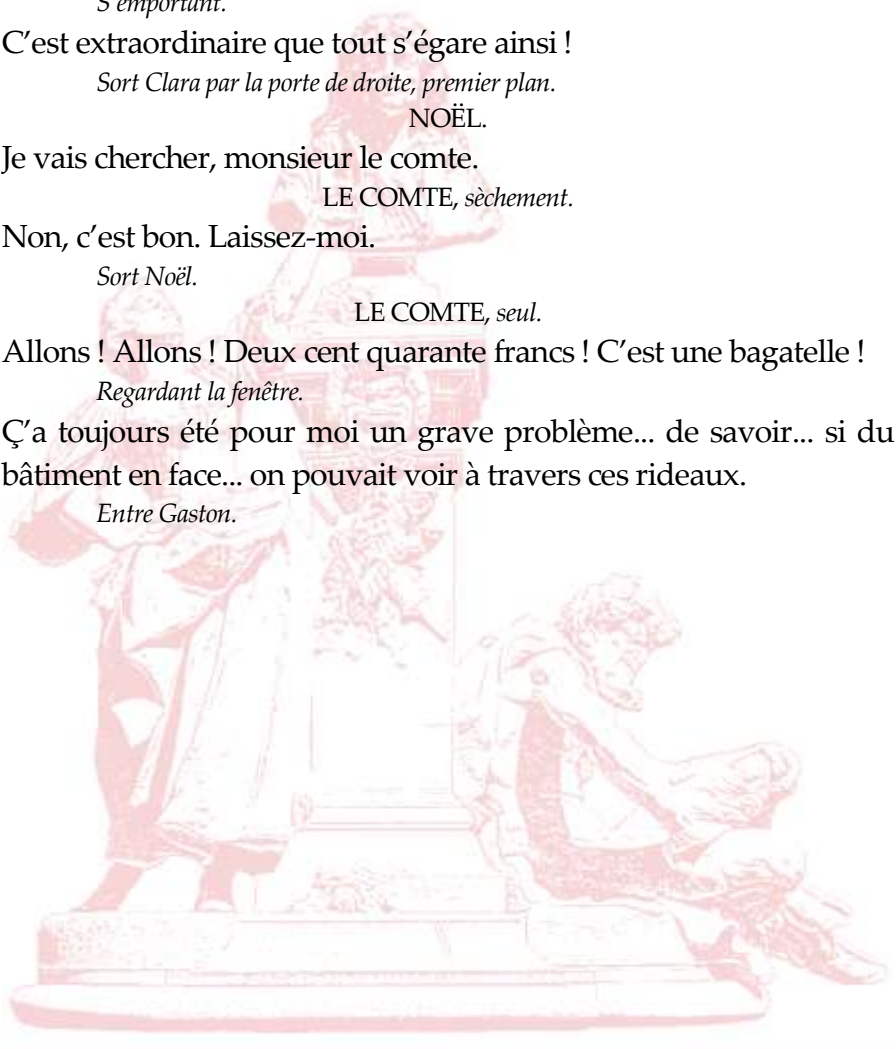 S'emportant.
C'est extraordinaire que tout s'égare ainsi !
Sort Clara par la porte de droite, premier plan.
NOËL.
Je vais chercher, monsieur le comte.
LE COMTE, sèchement.
Non, c'est bon. Laissez-moi.
Sort Noël.
LE COMTE, seul.
Allons ! Allons ! Deux cent quarante francs ! C'est une bagatelle !
Regardant la fenêtre.
Ç'a toujours été pour moi un grave problème... de savoir... si du
bâtiment en face... on pouvait voir à travers ces rideaux.
Entre Gaston.